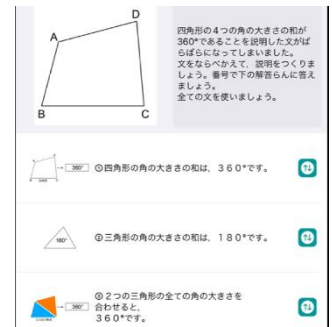 D
A
B
C
四角形の4つの角の大きさの和が
360°であることを説明した文がば
らばらになってしまいました。
文をならべかえて,説明をつくりま
しょう。番号で下の解答らんに答え
ましょう。
全ての文を使いましょう。
360°
①四角形の角の大きさの和は,360°です。
180°
②三角形の角の大きさの和は,180°です。
360°
③2つの三角形の全ての角の大きさを
合わせると,
360°です。